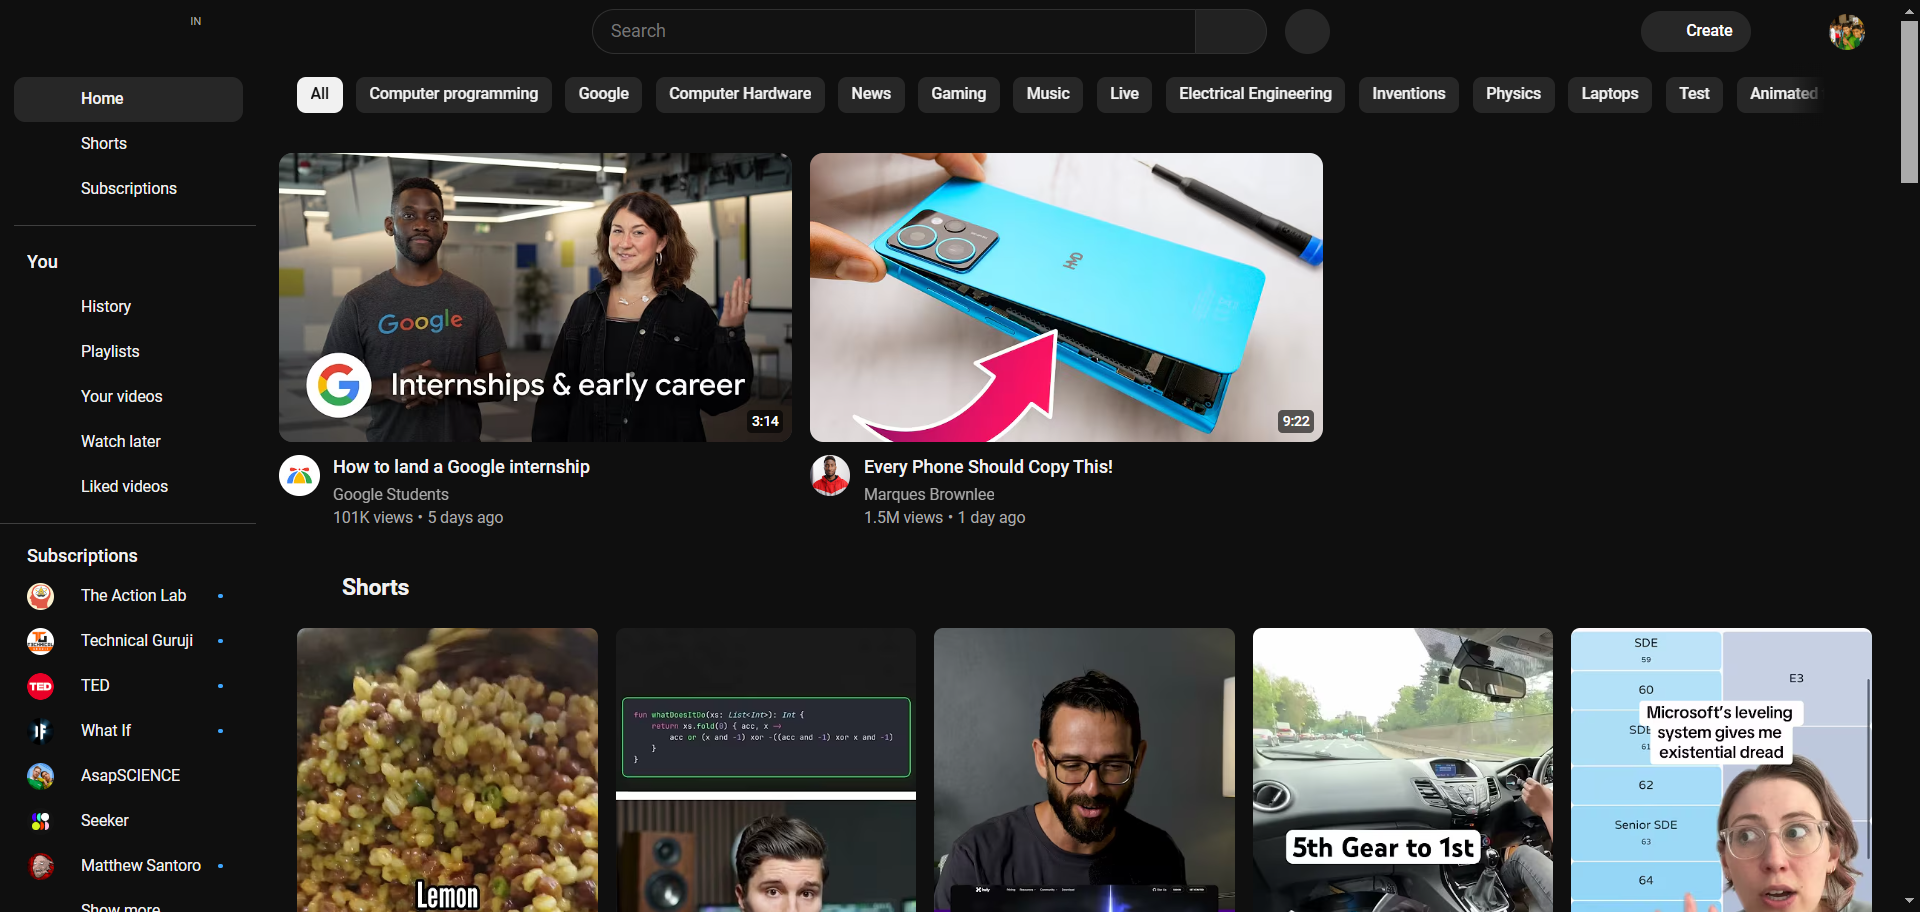 IN
Search
Create
Home
Shorts
Subscriptions
You
History
Playlists
Your videos
Watch later
Liked videos
Subscriptions
The Action Lab
Technical Guruji
TED
TED
What If
AsapSCIENCE
Seeker
Matthew Santoro
Show more
All
Computer programming
Google
Computer Hardware
News
Gaming
Music
Live
Electrical Engineering
Inventions
Physics
Laptops
Test
Animated
Google
G Internships & early career
3:14
How to land a Google internship
Google Students
101K views • 5 days ago
9:22
Every Phone Should Copy This!
Marques Brownlee
1.5M views • 1 day ago
Shorts
Lemon
fun whatDoesItDo(xs: List<Int>): Int {
return xs.fold(0) { acc, x ->
acc or (x and -1) xor -((acc and -1) xor x and -1)
}
}
5th Gear to 1st
SDE
59
60
61
62
Senior SDE
63
64
E3
Microsoft's leveling
system gives me
existential dread